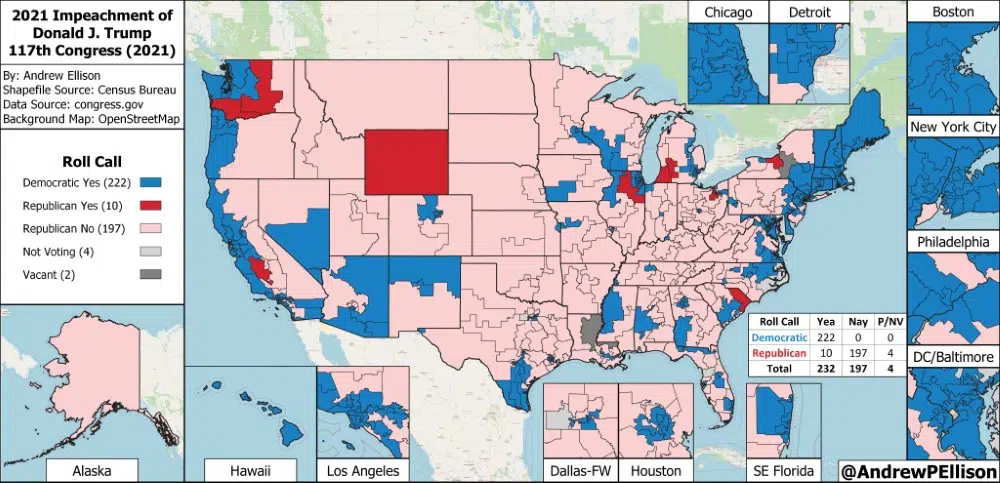 2021 Impeachment of
Donald J. Trump
117th Congress (2021)
By: Andrew Ellison
Shapefile Source: Census Bureau
Data Source: congress.gov
Background Map: OpenStreetMap
Roll Call
Democratic Yes (222)
Republican Yes (10)
Republican No (197)
Not Voting (4)
Vacant (2)
Chicago
Detroit
Boston
New York City
Philadelphia
DC/Baltimore
Roll Call Yea Nay P/NV
Democratic 222 0 0
Republican 10 197 4
Total 232 197 4
Alaska
Hawaii
Los Angeles
Dallas-FW
Houston
SE Florida
@AndrewPEllison